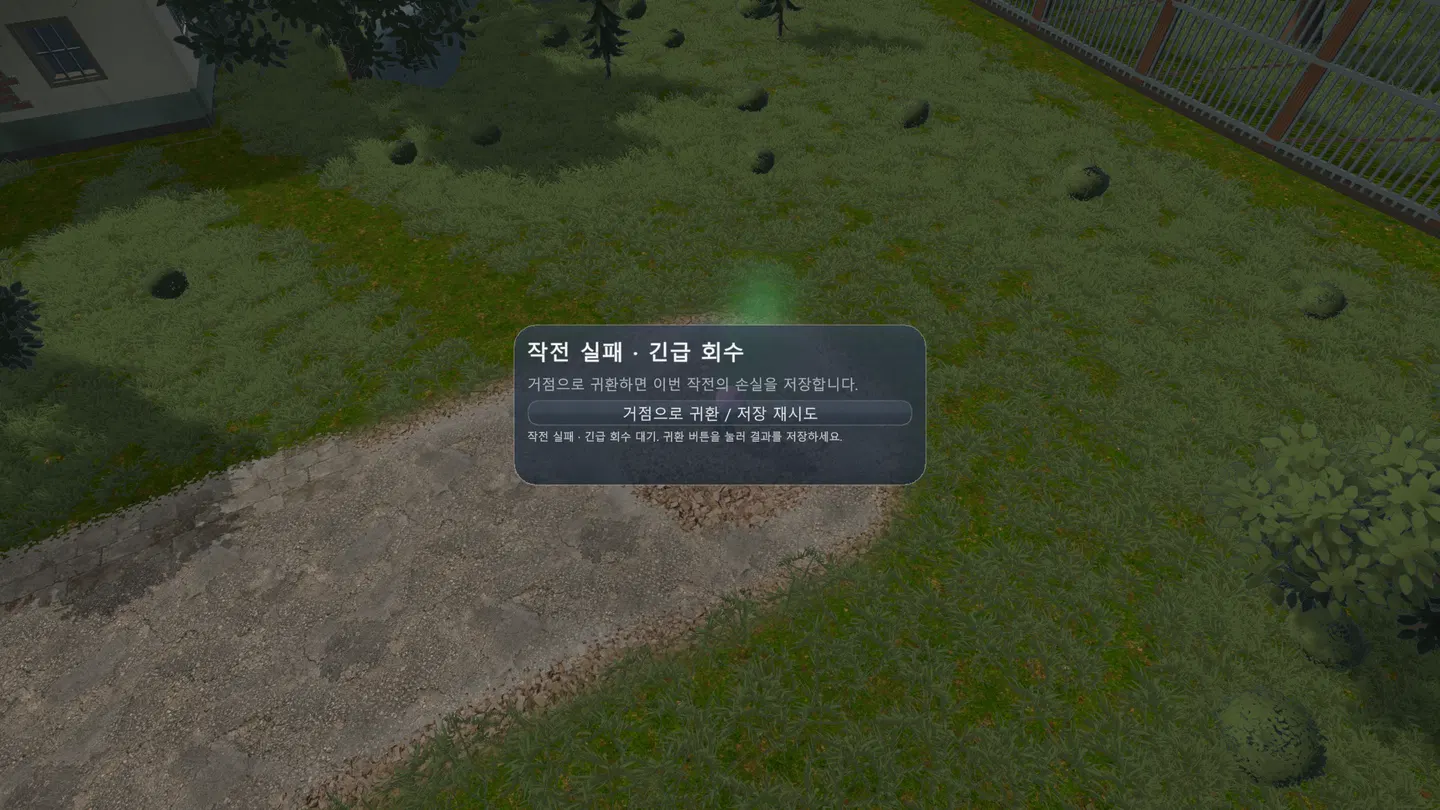 작전 실패 · 긴급 회수
거점으로 귀환하면 이번 작전의 손실을 저장합니다.
거점으로 귀환 / 저장 재시도
작전 실패 · 긴급 회수 대기. 귀환 버튼을 눌러 결과를 저장하세요.